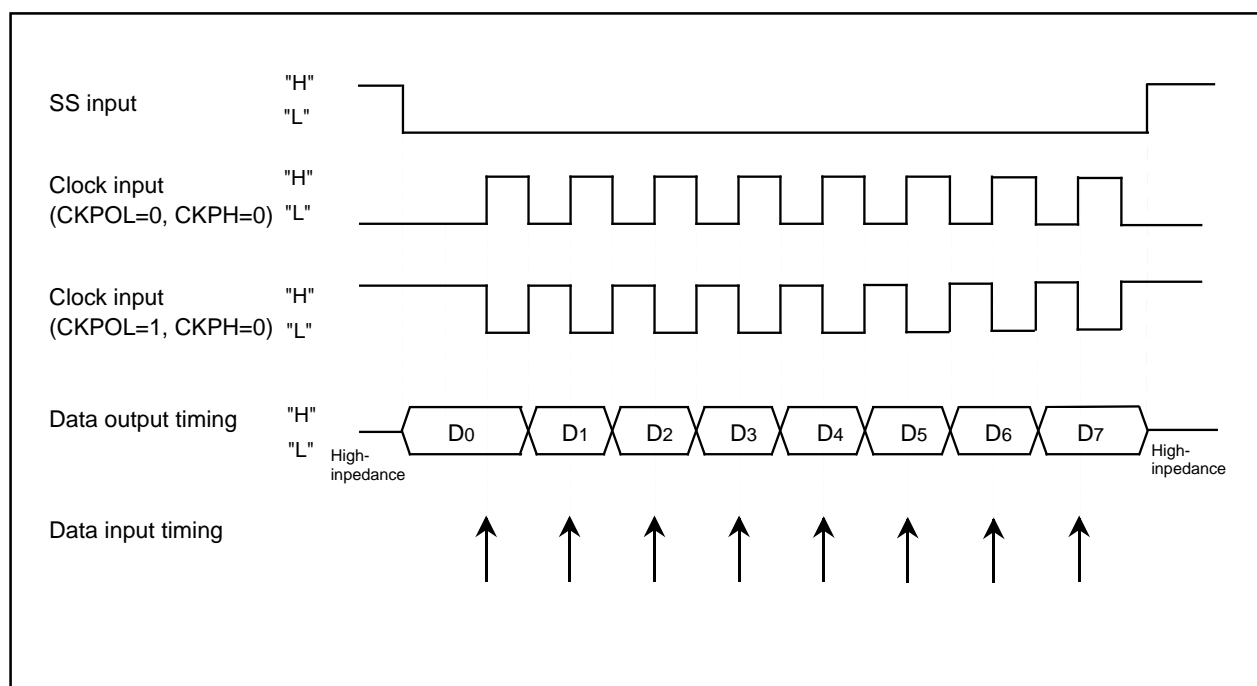 SS input
"H"
"L"
Clock input
(CKPOL=0, CKPH=0)
"H"
"L"
Clock input
(CKPOL=1, CKPH=0)
"H"
"L"
Data output timing
"H"
"L"
High-
inpedance
D0 D1 D2 D3 D4 D5 D6 D7
High-
inpedance
Data input timing